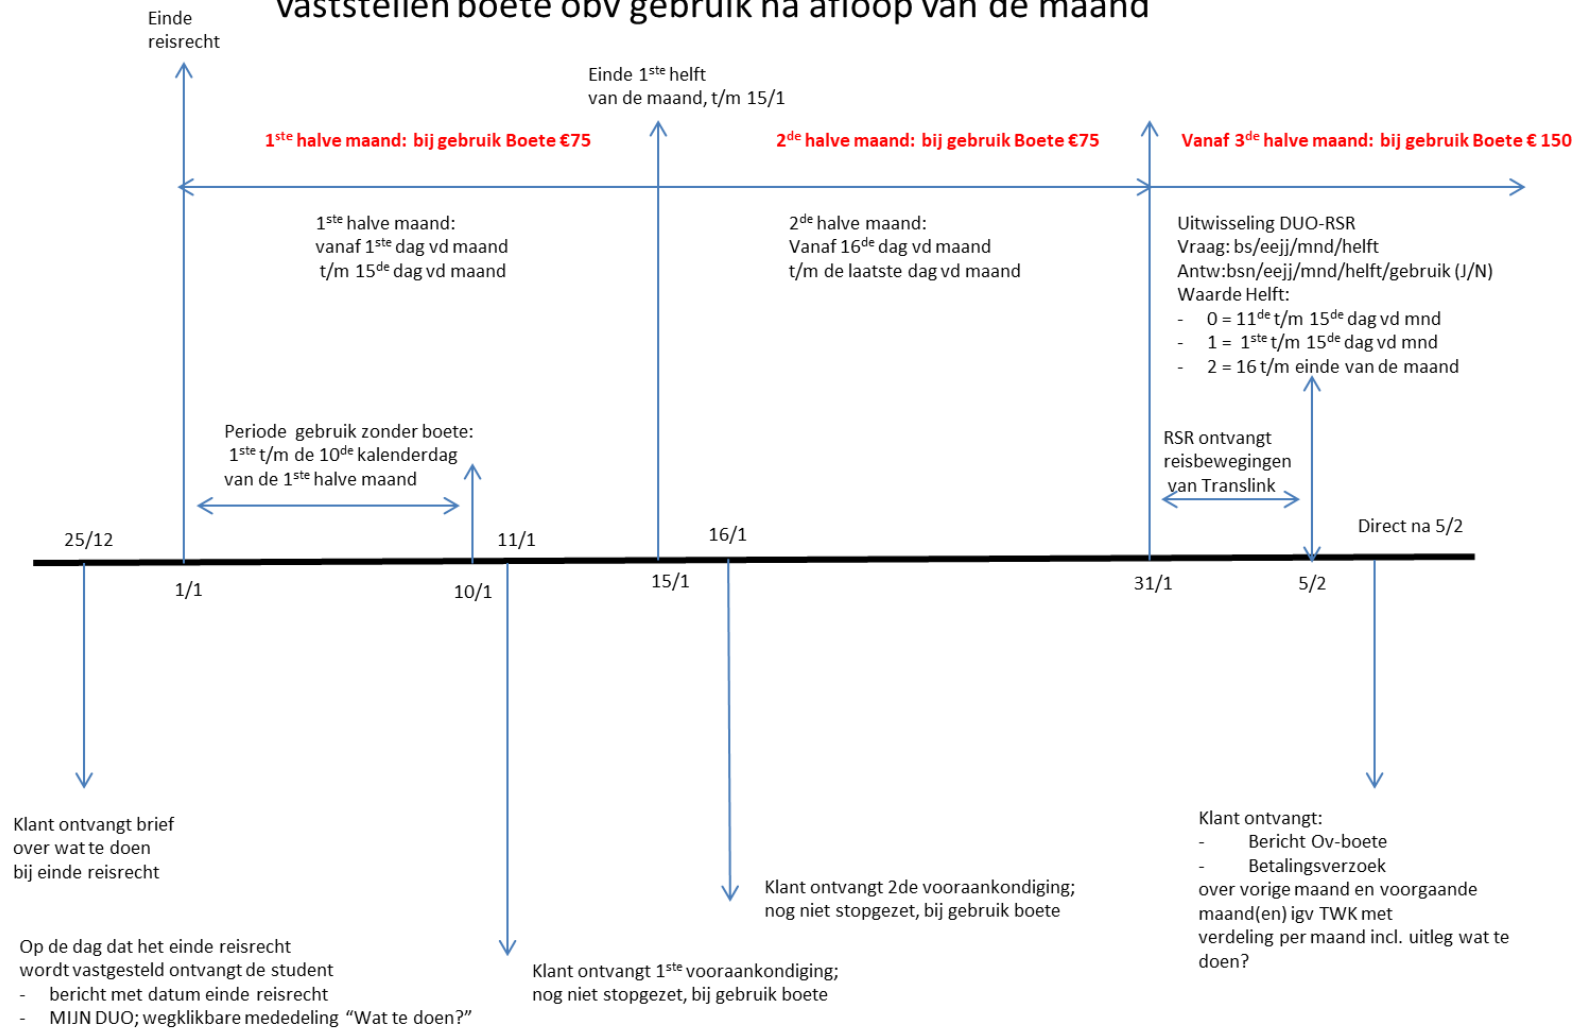 vaststellen boete obv gebruik na afloop van de maand
Einde
reisrecht
Einde 1ste helft
van de maand, t/m 15/1
1ste halve maand: bij gebruik Boete €75
2de halve maand: bij gebruik Boete €75
Vanaf 3de halve maand: bij gebruik Boete € 150
1ste halve maand:
vanaf 1ste dag vd maand
t/m 15de dag vd maand
2de halve maand:
Vanaf 16de dag vd maand
t/m de laatste dag vd maand
Uitwisseling DUO-RSR
Vraag: bs/eejj/mnd/helft
Antw:bsn/eejj/mnd/helft/gebruik (J/N)
Waarde Helft:
- 0 = 11de t/m 15de dag vd mnd
- 1 = 1ste t/m 15de dag vd mnd
- 2 = 16 t/m einde van de maand
Periode gebruik zonder boete:
1ste t/m de 10de kalenderdag
van de 1ste halve maand
RSR ontvangt
reisbewegingen
van Translink
25/12
11/1
16/1
Direct na 5/2
1/1
10/1
15/1
31/1
5/2
Klant ontvangt brief
over wat te doen
bij einde reisrecht
Klant ontvangt:
- Bericht Ov-boete
- Betalingsverzoek
over vorige maand en voorgaande
maand(en) igv TWK met
verdeling per maand incl. uitleg wat te
doen?
Klant ontvangt 2de vooraankondiging;
nog niet stopgezet, bij gebruik boete
Op de dag dat het einde reisrecht
wordt vastgesteld ontvangt de student
- bericht met datum einde reisrecht
- MIJN DUO; wegklikbare mededeling “Wat te doen?”
Klant ontvangt 1ste vooraankondiging;
nog niet stopgezet, bij gebruik boete